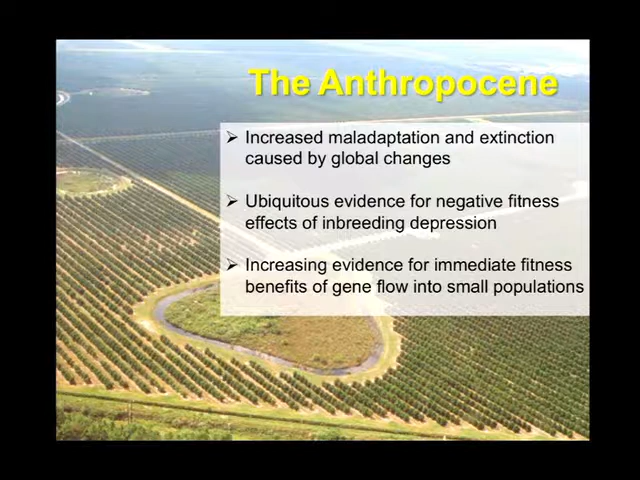 The Anthropocene
➢ Increased maladaptation and extinction
caused by global changes
➢ Ubiquitous evidence for negative fitness
effects of inbreeding depression
➢ Increasing evidence for immediate fitness
benefits of gene flow into small populations